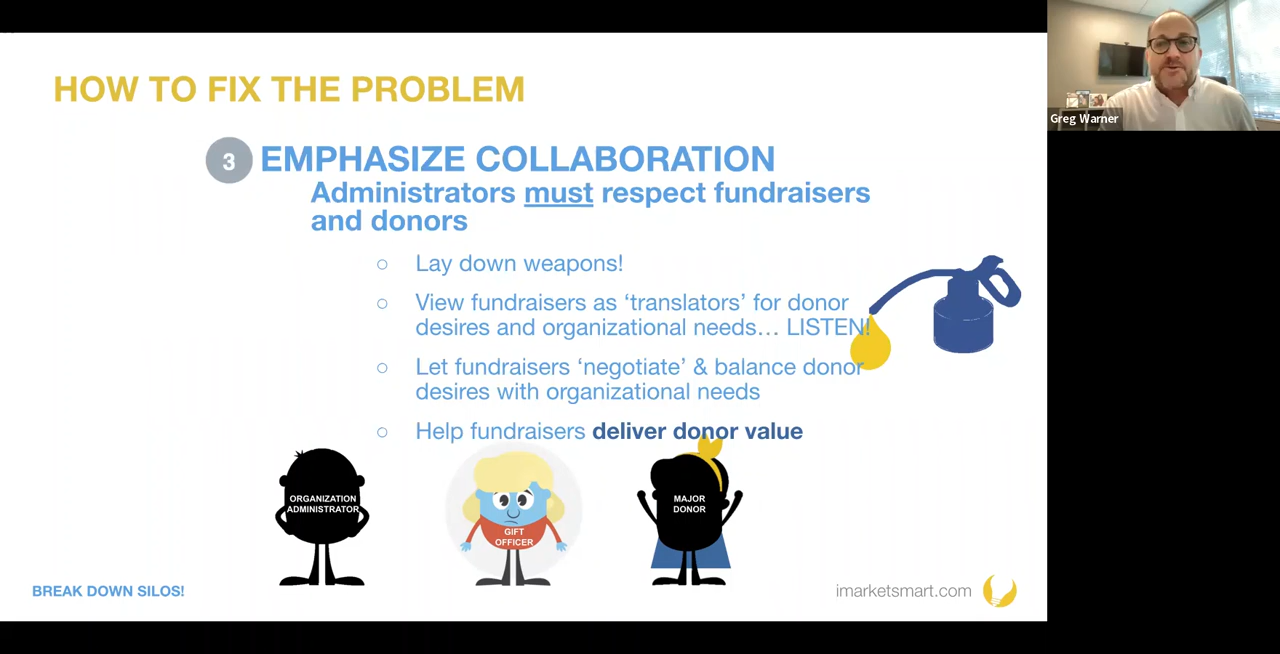 HOW TO FIX THE PROBLEM
3 EMPHASIZE COLLABORATION
Administrators must respect fundraisers
and donors
○ Lay down weapons!
○ View fundraisers as ‘translators’ for donor
desires and organizational needs… LISTEN!
○ Let fundraisers ‘negotiate’ & balance donor
desires with organizational needs
○ Help fundraisers deliver donor value
ORGANIZATION
ADMINISTRATOR
GIFT
OFFICER
MAJOR
DONOR
BREAK DOWN SILOS!
imarketsmart.com
Greg Warner